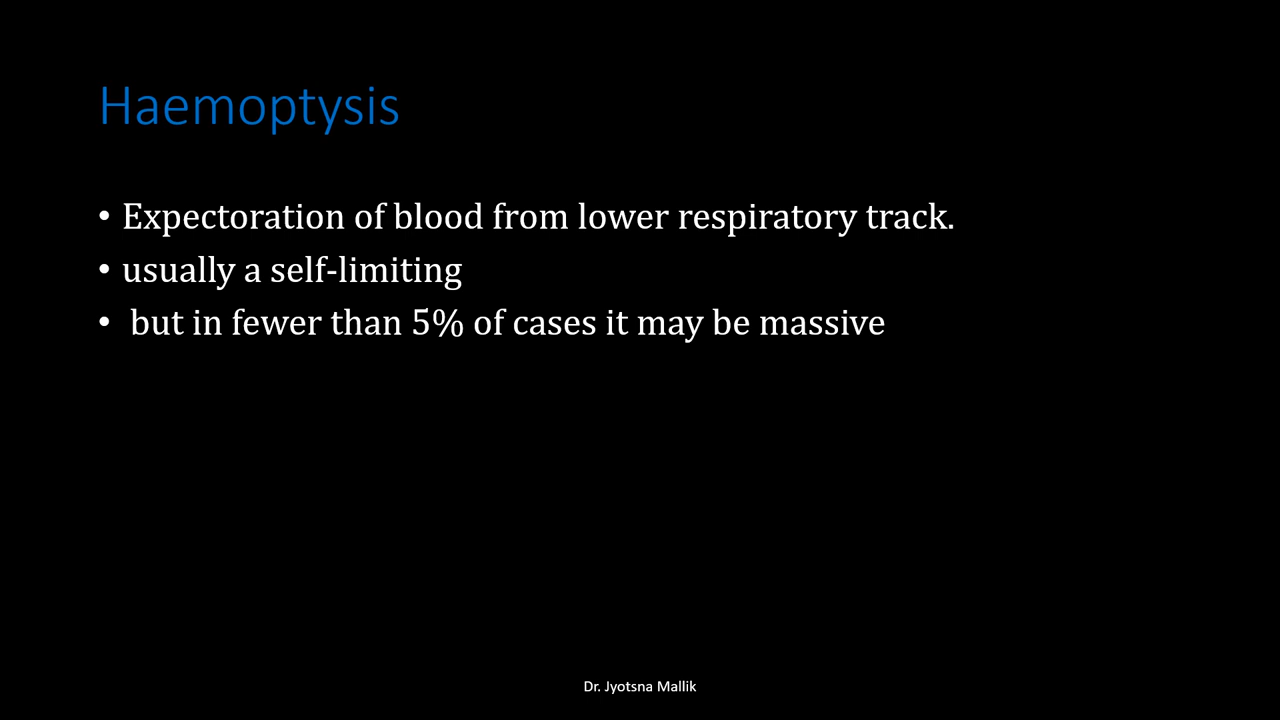 Haemoptysis
• Expectoration of blood from lower respiratory track.
• usually a self-limiting
• but in fewer than 5% of cases it may be massive
Dr. Jyotsna Mallik